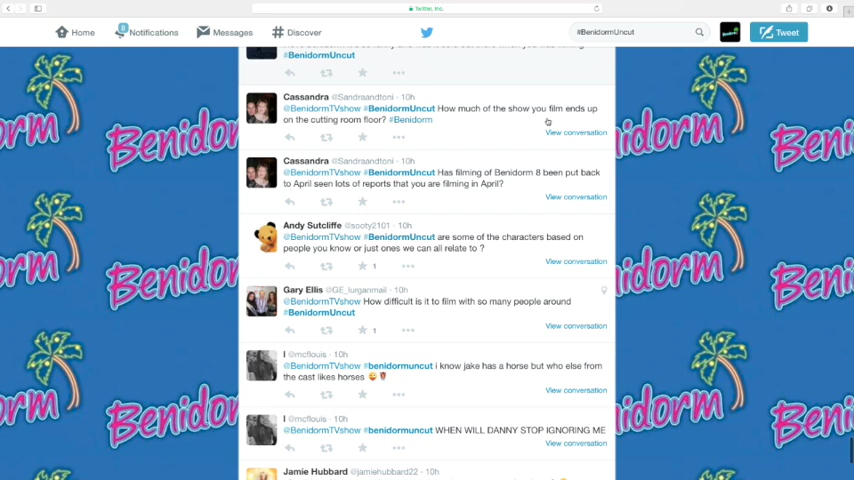 Twitter, Inc.
Home
8
Notifications
Messages
Discover
#BenidormUncut
Tweet
#BenidormUncut
Cassandra @Sandraandtoni · 10h
@BenidormTVshow #BenidormUncut How much of the show you film ends up
on the cutting room floor? #Benidorm
View conversation
Cassandra @Sandraandtoni · 10h
@BenidormTVshow #BenidormUncut Has filming of Benidorm 8 been put back
to April seen lots of reports that you are filming in April?
View conversation
Andy Sutcliffe @sooty2101 · 10h
@BenidormTVshow #BenidormUncut are some of the characters based on
people you know or just ones we can all relate to ?
1
View conversation
Gary Ellis @GE_lurganmail · 10h
@BenidormTVshow How difficult is it to film with so many people around
#BenidormUncut
1
View conversation
l @mcflouis · 10h
@BenidormTVshow #benidormuncut i know jake has a horse but who else from
the cast likes horses
View conversation
l @mcflouis · 10h
@BenidormTVshow #benidormuncut WHEN WILL DANNY STOP IGNORING ME
View conversation
Jamie Hubbard @jamiehubbard22 · 10h
Benidorm
Benidorm
Benidorm
Benidorm
Benidorm
Benidorm